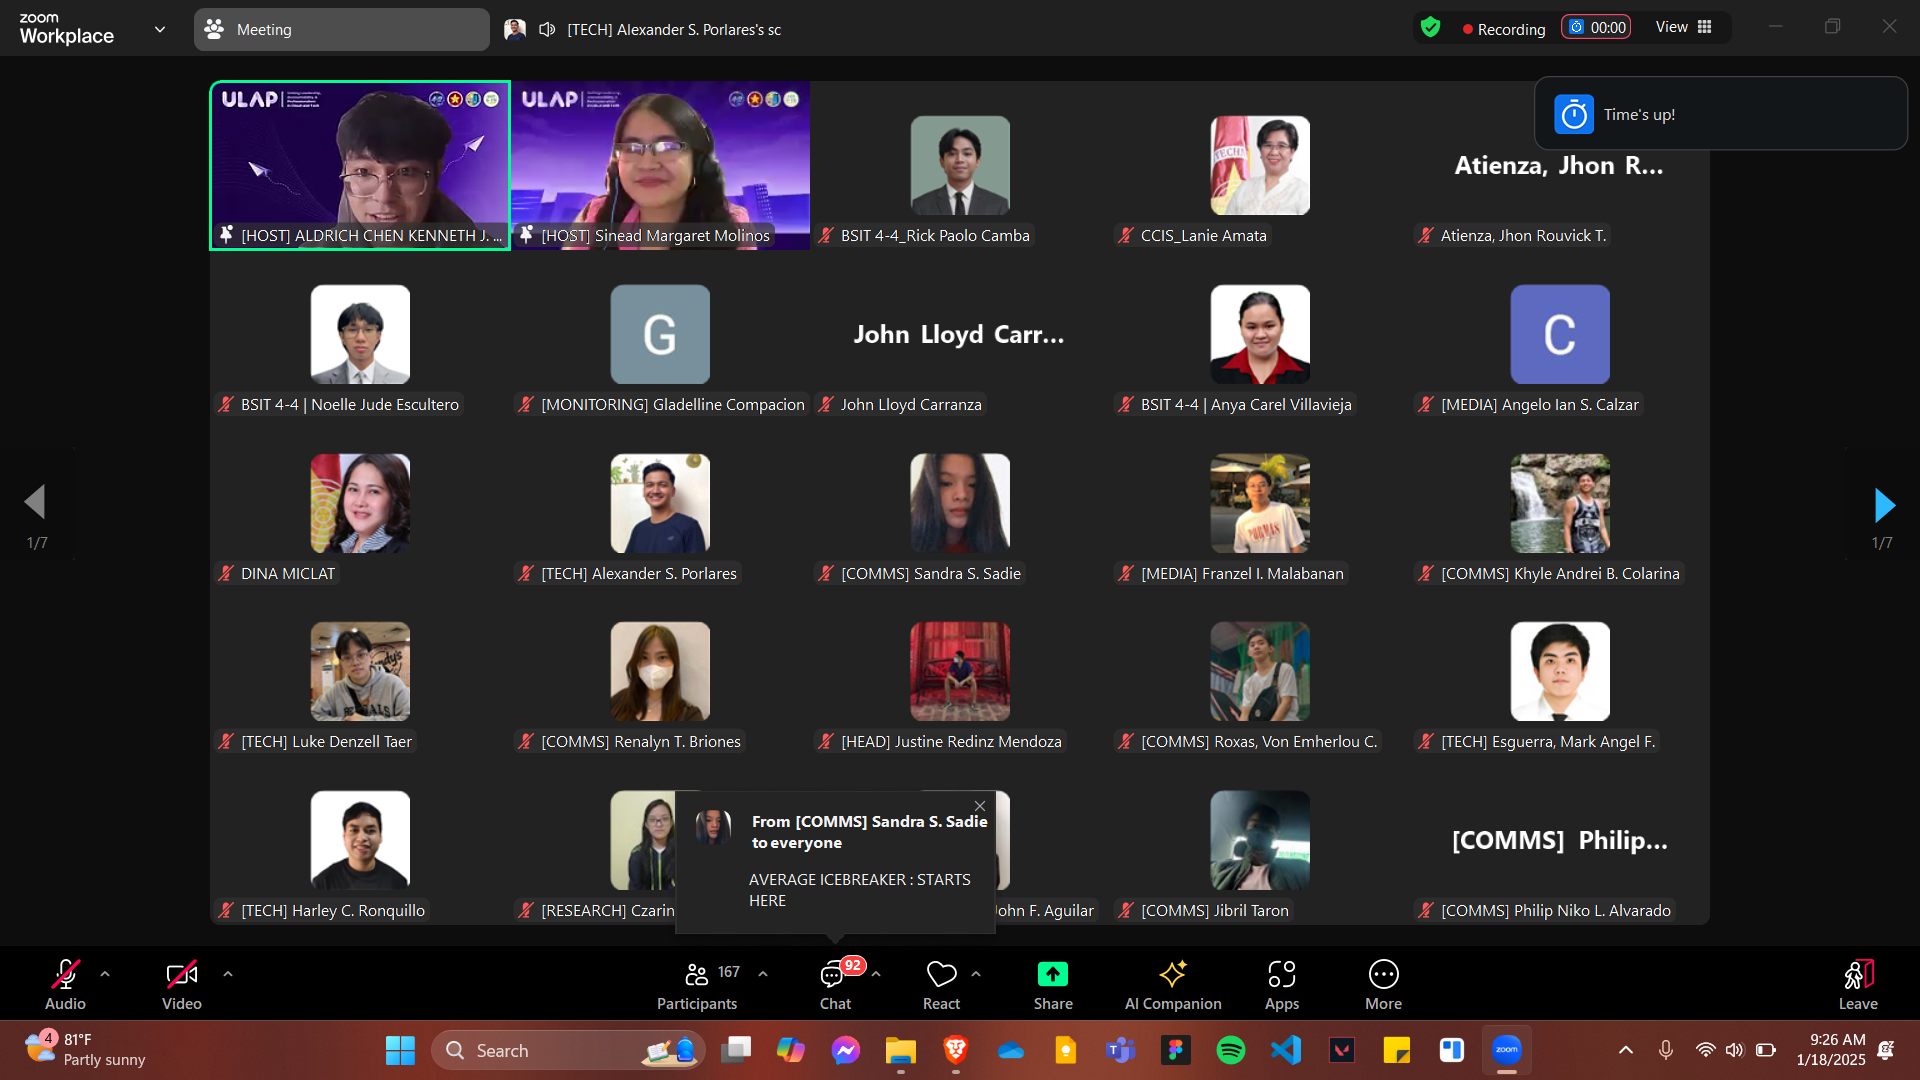 zoom
Workplace
Meeting
[TECH] Alexander S. Porlares's sc
Recording
00:00
View
Time's up!
ULAP
ULAP
Atienza, Jhon R...
[HOST] ALDRICH CHEN KENNETH J. ...
[HOST] Sinead Margaret Molinos
BSIT 4-4_Rick Paolo Camba
CCIS_Lanie Amata
Atienza, Jhon Rouvick T.
G
John Lloyd Carr...
C
BSIT 4-4 | Noelle Jude Escultero
[MONITORING] Gladelline Compacion
John Lloyd Carranza
BSIT 4-4 | Anya Carel Villavieja
[MEDIA] Angelo Ian S. Calzar
1/7
1/7
DINA MICLAT
[TECH] Alexander S. Porlares
[COMMS] Sandra S. Sadie
[MEDIA] Franzel I. Malabanan
[COMMS] Khyle Andrei B. Colarina
[TECH] Luke Denzell Taer
[COMMS] Renalyn T. Briones
[HEAD] Justine Redinz Mendoza
[COMMS] Roxas, Von Emherlou C.
[TECH] Esguerra, Mark Angel F.
From [COMMS] Sandra S. Sadie
to everyone
AVERAGE ICEBREAKER : STARTS
HERE
[COMMS] Philip...
[TECH] Harley C. Ronquillo
[RESEARCH] Czarin
John F. Aguilar
[COMMS] Jibril Taron
[COMMS] Philip Niko L. Alvarado
Audio
Video
167
Participants
92
Chat
React
Share
AI Companion
Apps
More
Leave
4
81°F
Partly sunny
Search
zoom
9:26 AM
1/18/2025